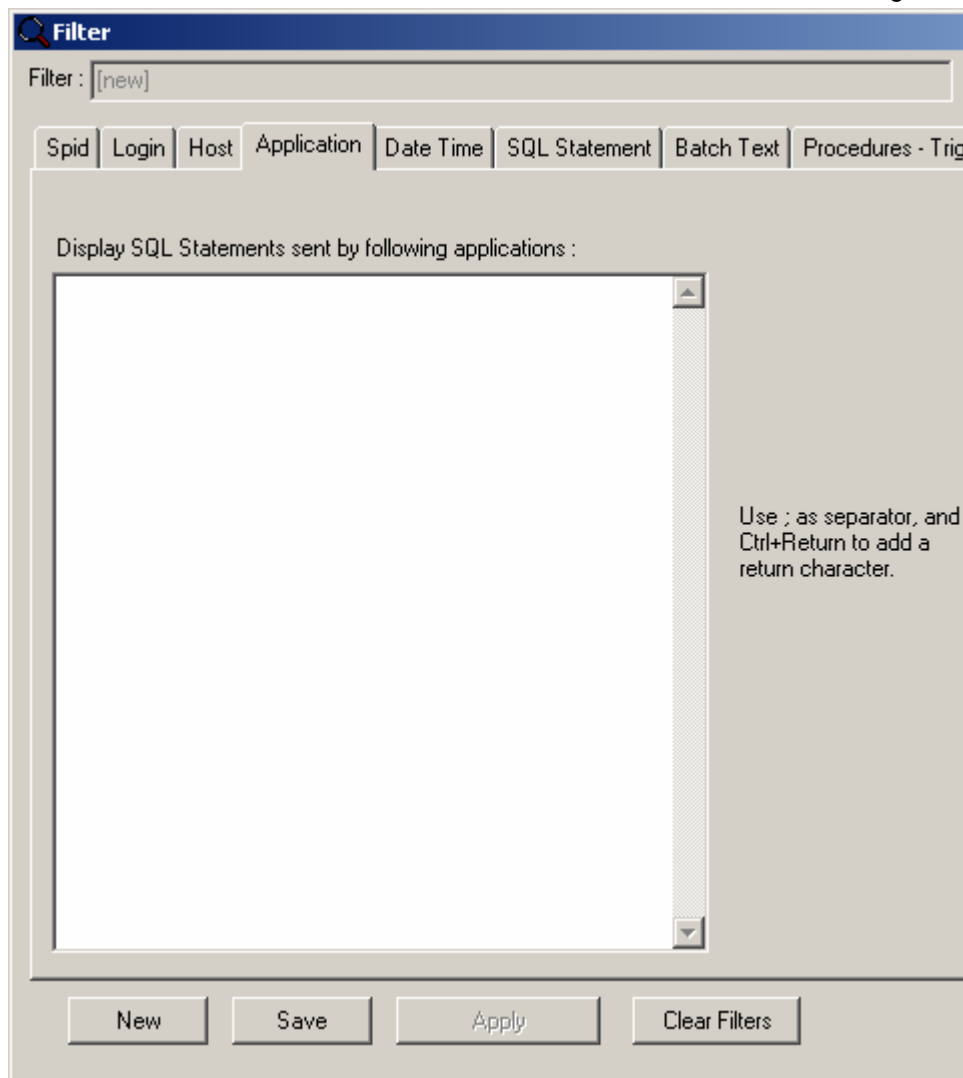 Filter
Filter : [new]
Spid Login Host Application Date Time SQL Statement Batch Text Procedures - Trig
Display SQL Statements sent by following applications :
Use ; as separator, and
Ctrl+Return to add a
return character.
New Save Apply Clear Filters